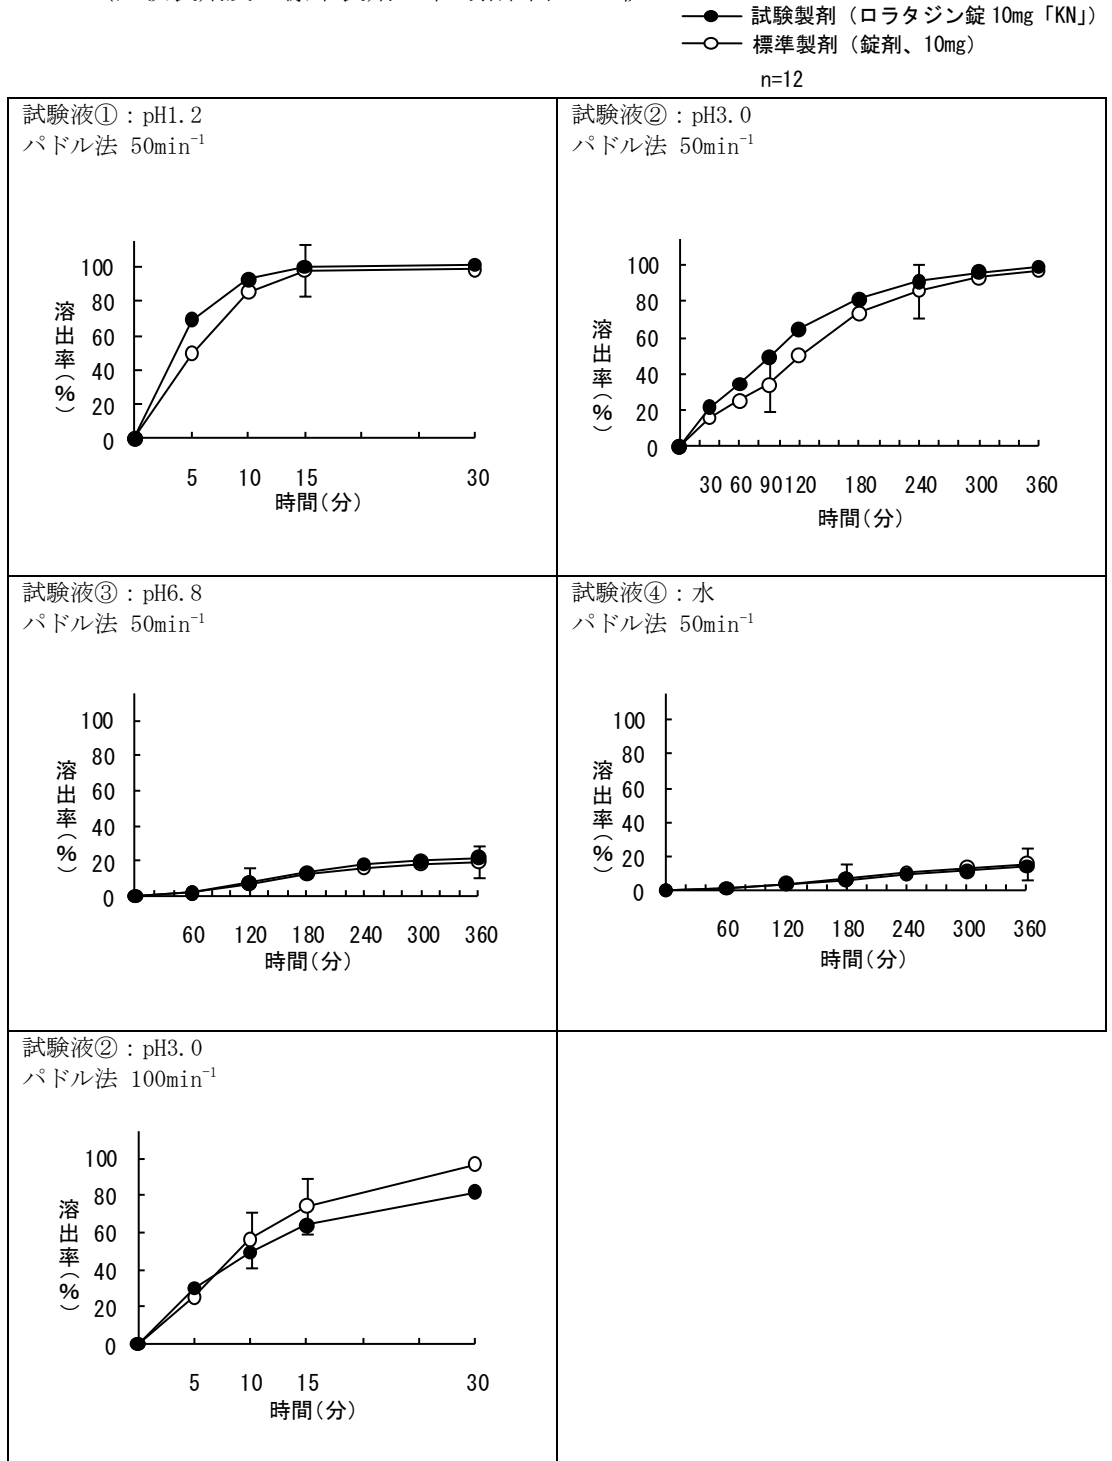 試験製剤（ロラタジン錠 10mg「KN」）
標準製剤（錠剤、10mg）
n=12
試験液①：pH1.2
パドル法 50min⁻¹
100
80
60
40
20
0
溶出率(%)
5 10 15 30
時間(分)
試験液②：pH3.0
パドル法 50min⁻¹
100
80
60
40
20
0
溶出率(%)
30 60 90 120 180 240 300 360
時間(分)
試験液③：pH6.8
パドル法 50min⁻¹
100
80
60
40
20
0
溶出率(%)
60 120 180 240 300 360
時間(分)
試験液④：水
パドル法 50min⁻¹
100
80
60
40
20
0
溶出率(%)
60 120 180 240 300 360
時間(分)
試験液②：pH3.0
パドル法 100min⁻¹
100
80
60
40
20
0
溶出率(%)
5 10 15 30
時間(分)